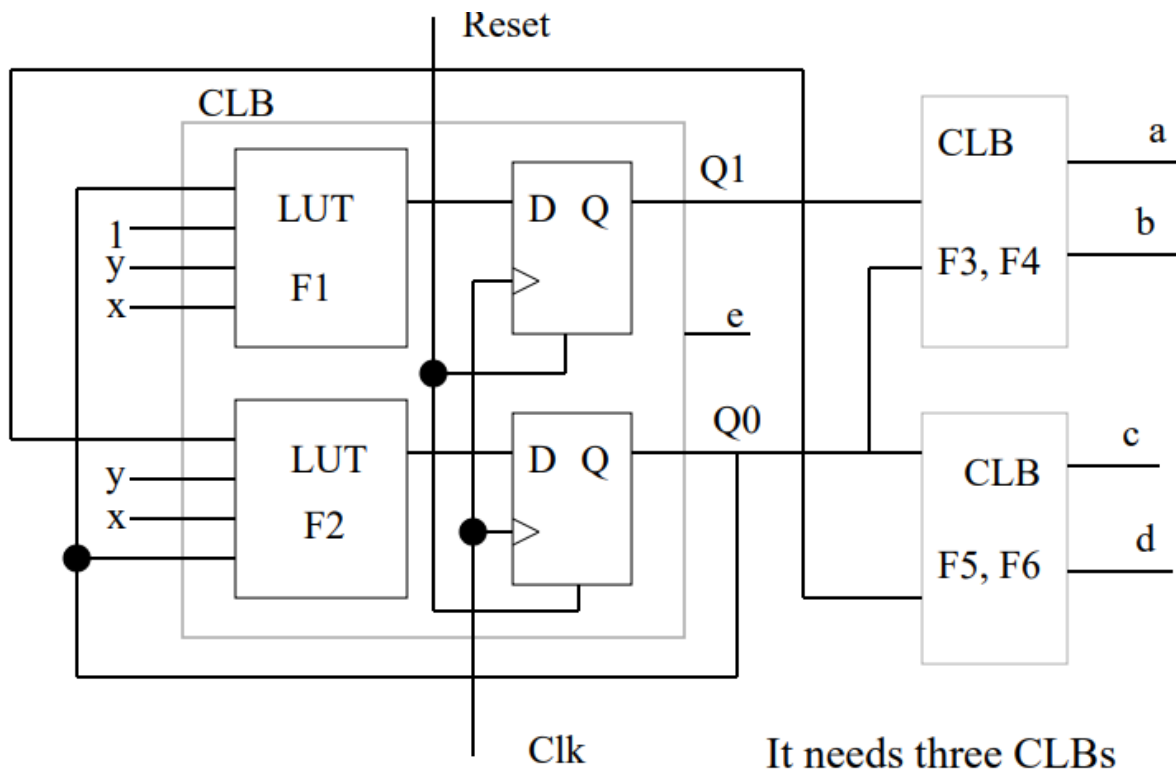 Reset
CLB
LUT
F1
1
y
x
D Q
Q1
e
CLB
F3, F4
a
b
LUT
F2
y
x
D Q
Q0
CLB
F5, F6
c
d
Clk
It needs three CLBs